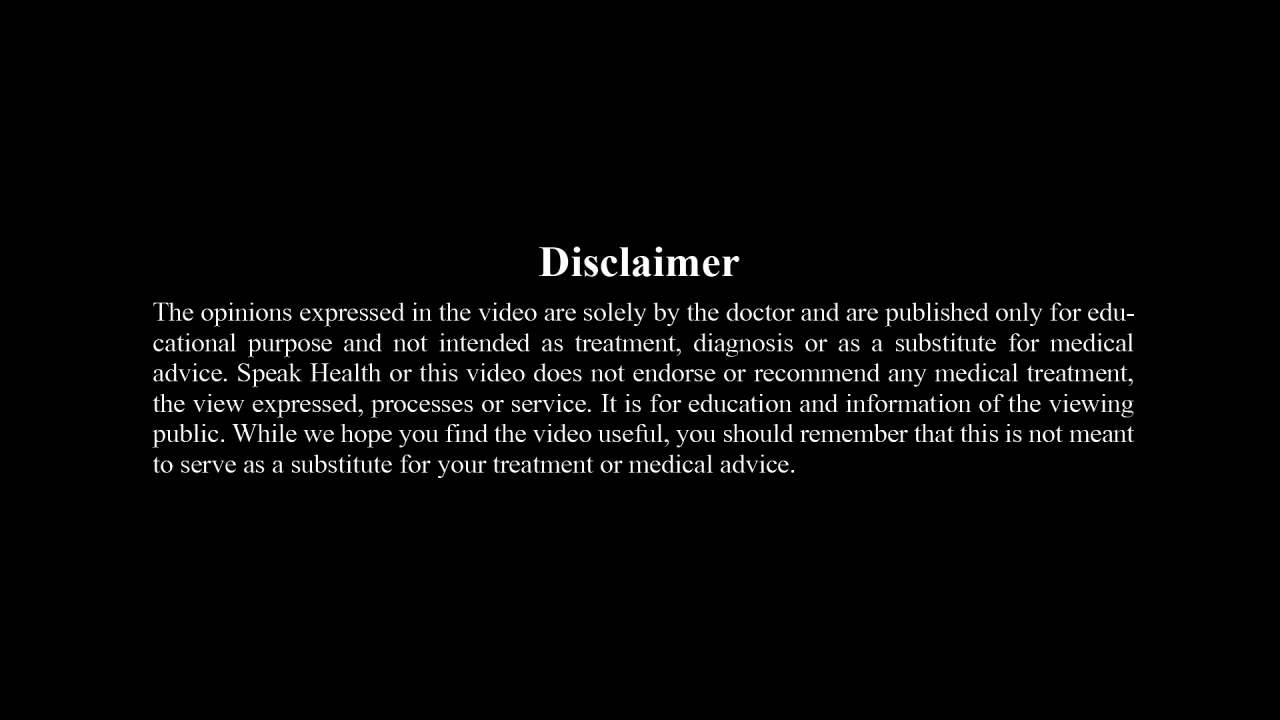 Disclaimer
The opinions expressed in the video are solely by the doctor and are published only for edu-
cational purpose and not intended as treatment, diagnosis or as a substitute for medical
advice. Speak Health or this video does not endorse or recommend any medical treatment,
the view expressed, processes or service. It is for education and information of the viewing
public. While we hope you find the video useful, you should remember that this is not meant
to serve as a substitute for your treatment or medical advice.